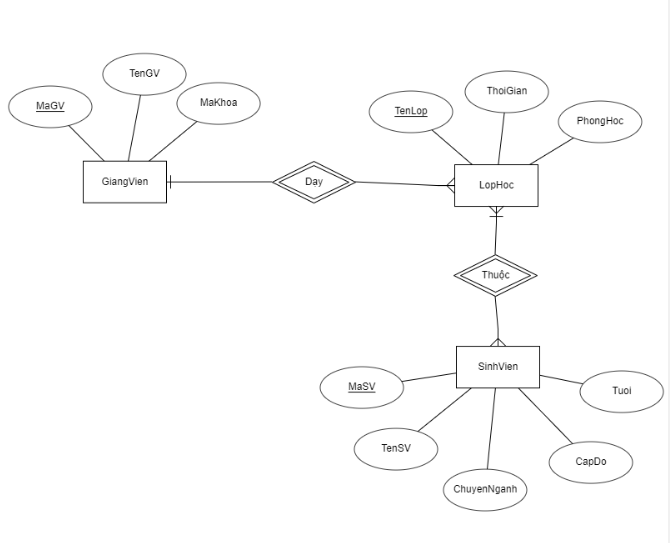 TenGV
MaGV
MaKhoa
GiangVien
Day
ThoiGian
TenLop
PhongHoc
LopHoc
Thuộc
SinhVien
MaSV
Tuoi
TenSV
CapDo
ChuyenNganh